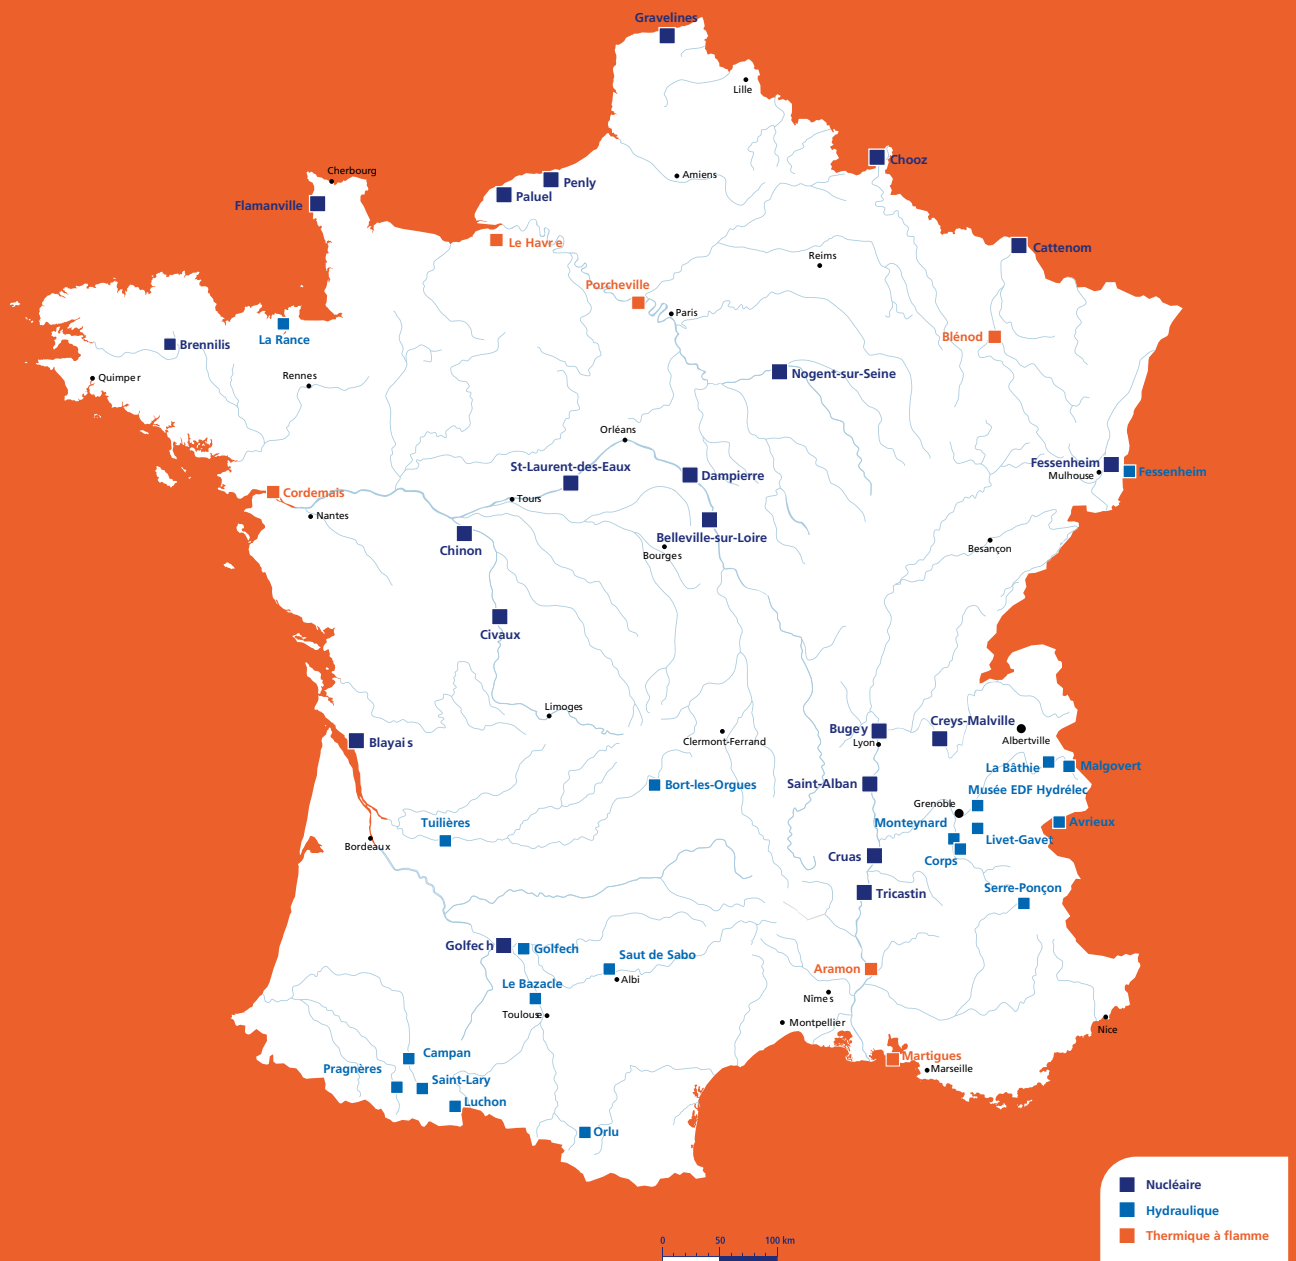 Gravelines
Lille
Chooz
Cherbourg
Amiens
Penly
Paluel
Flamanville
Le Havre
Cattenom
Reims
Porcheville
Paris
La Rance
Brennilis
Blénod
Quimper
Rennes
Nogent-sur-Seine
Orléans
St-Laurent-des-Eaux
Dampierre
Fessenheim
Fessenheim
Mulhouse
Cordemais
Tours
Nantes
Belleville-sur-Loire
Chinon
Bourges
Besançon
Civaux
Limoges
Creys-Malville
Bugey
Blayais
Lyon
Clermont-Ferrand
Albertville
La Bâthie
Malgovert
Bort-les-Orgues
Saint-Alban
Musée EDF Hydrélec
Grenoble
Tuilières
Monteynard
Avrieux
Livet-Gavet
Bordeaux
Cruas
Corps
Serre-Ponçon
Tricastin
Golfech
Golfech
Saut de Sabo
Aramon
Albi
Le Bazacle
Nîmes
Toulouse
Montpellier
Nice
Campan
Martigues
Pragnères
Marseille
Saint-Lary
Luchon
Orlu
Nucléaire
Hydraulique
Thermique à flamme
0 50 100 km